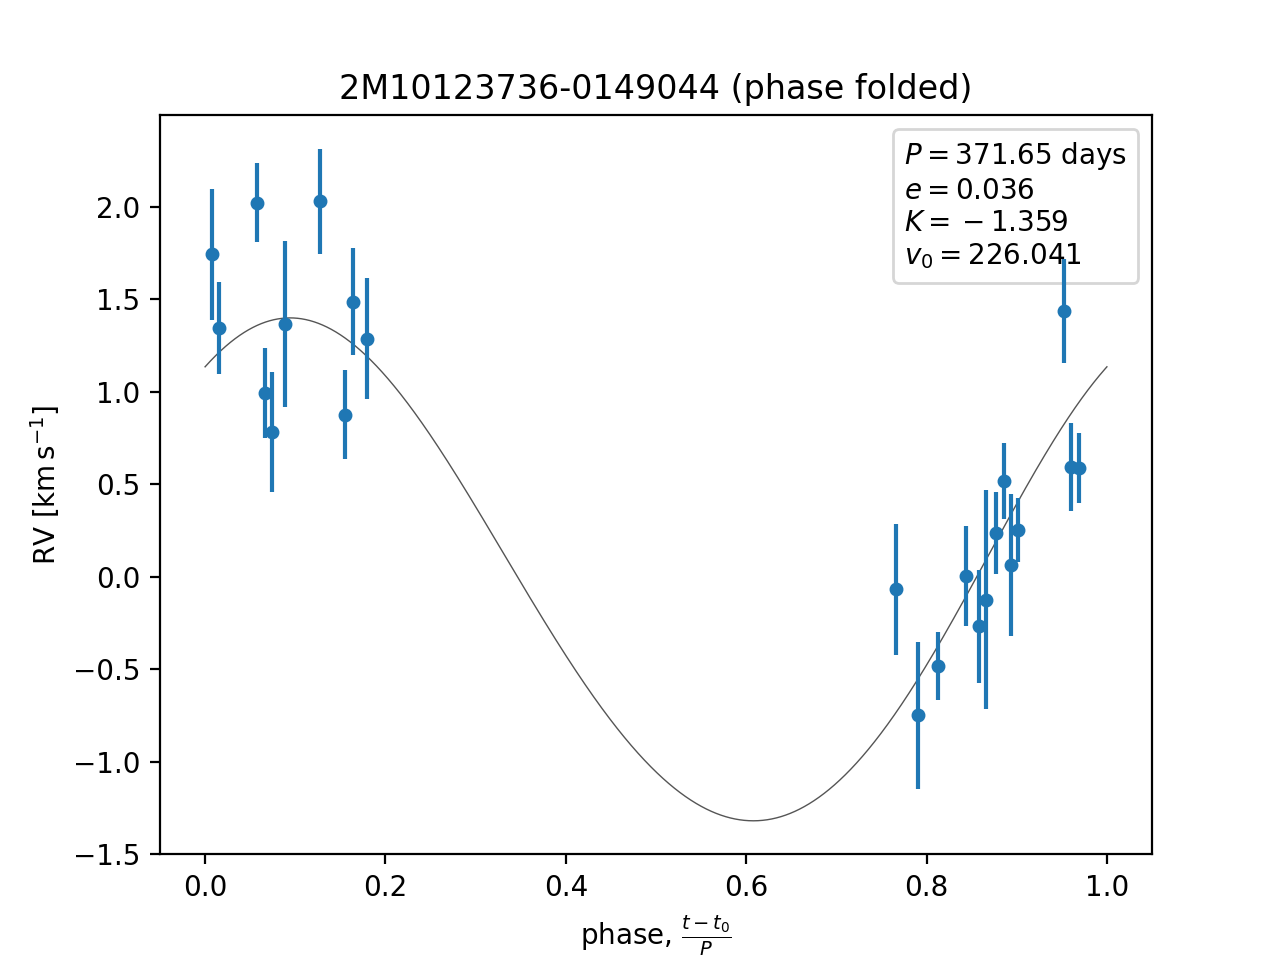 2M10123736-0149044 (phase folded)
P = 371.65 days
e = 0.036
K = −1.359
v₀ = 226.041
RV [km s⁻¹]
2.0
1.5
1.0
0.5
0.0
−0.5
−1.0
−1.5
0.0 0.2 0.4 0.6 0.8 1.0
phase, (t − t₀)/P